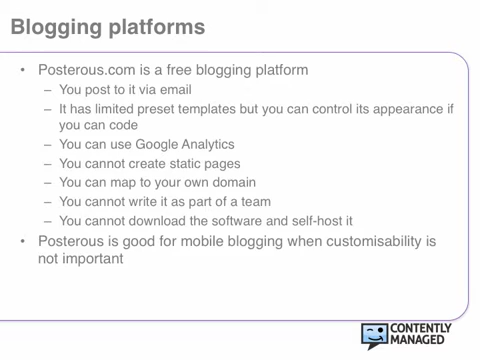 Blogging platforms
• Posterous.com is a free blogging platform
– You post to it via email
– It has limited preset templates but you can control its appearance if
you can code
– You can use Google Analytics
– You cannot create static pages
– You can map to your own domain
– You cannot write it as part of a team
– You cannot download the software and self-host it
• Posterous is good for mobile blogging when customisability is
not important
CONTENTLY
MANAGED